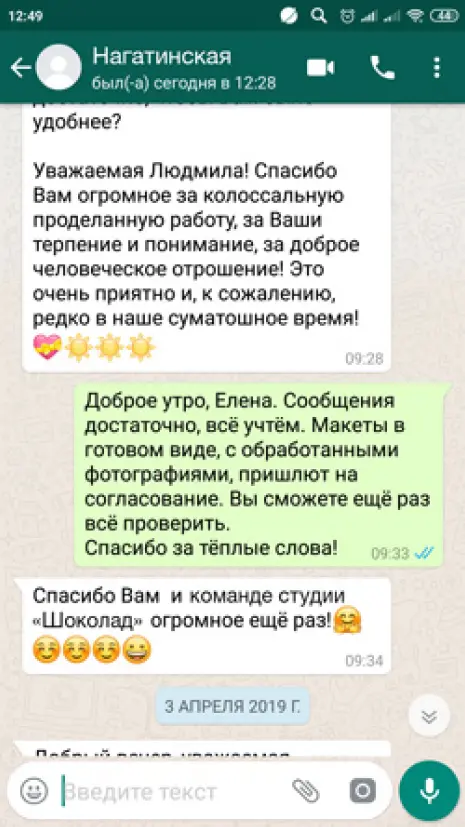 12:49
44
Нагатинская
был(-а) сегодня в 12:28
удобнее?
Уважаемая Людмила! Спасибо
Вам огромное за колоссальную
проделанную работу, за Ваши
терпение и понимание, за доброе
человеческое отрошение! Это
очень приятно и, к сожалению,
редко в наше суматошное время!
09:28
Доброе утро, Елена. Сообщения
достаточно, всё учтём. Макеты в
готовом виде, с обработанными
фотографиями, пришлют на
согласование. Вы сможете ещё раз
всё проверить.
Спасибо за тёплые слова! 09:33
Спасибо Вам и команде студии
«Шоколад» огромное ещё раз!
09:34
3 АПРЕЛЯ 2019 Г.
Добрый вечер, уважаемая
Введите текст